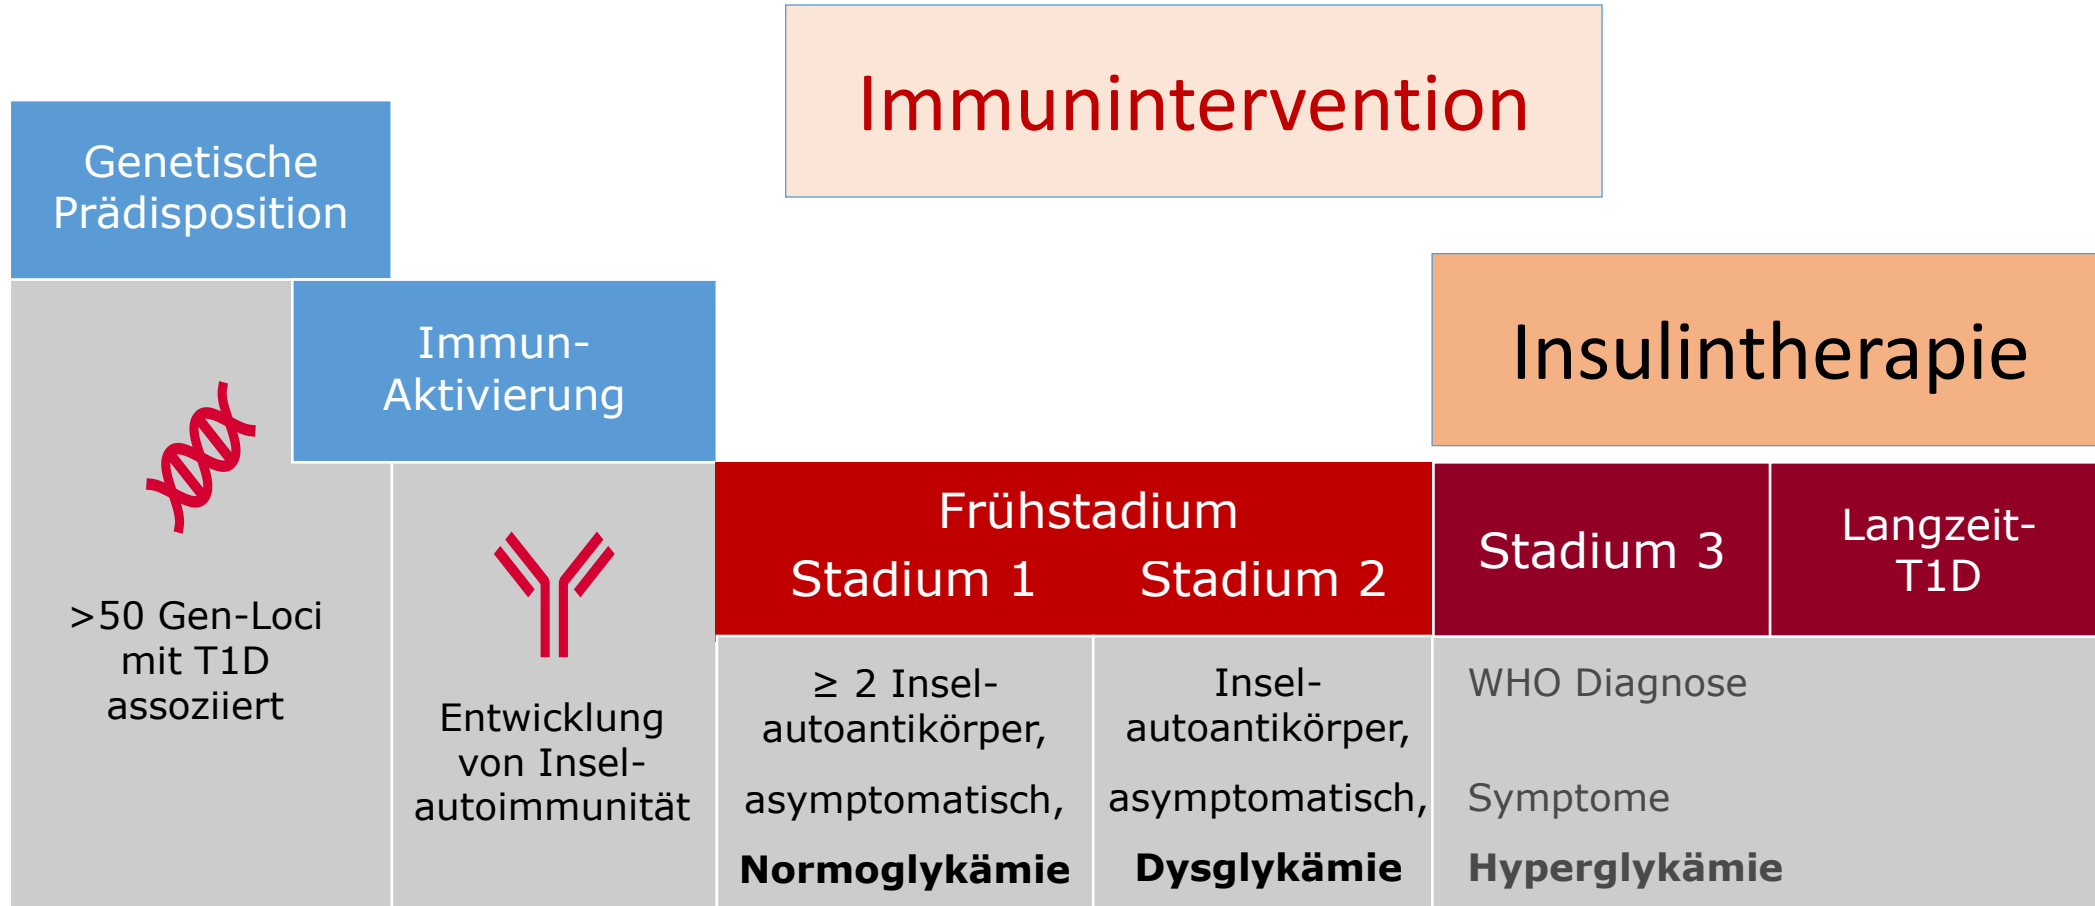 Immunintervention
Genetische
Prädisposition
Immun-
Aktivierung
Insulintherapie
>50 Gen-Loci
mit T1D
assoziiert
Entwicklung
von Insel-
autoimmunität
Frühstadium
Stadium 1
Stadium 2
Stadium 3
Langzeit-
T1D
≥ 2 Insel-
autoantikörper,
asymptomatisch,
Normoglykämie
Insel-
autoantikörper,
asymptomatisch,
Dysglykämie
WHO Diagnose
Symptome
Hyperglykämie